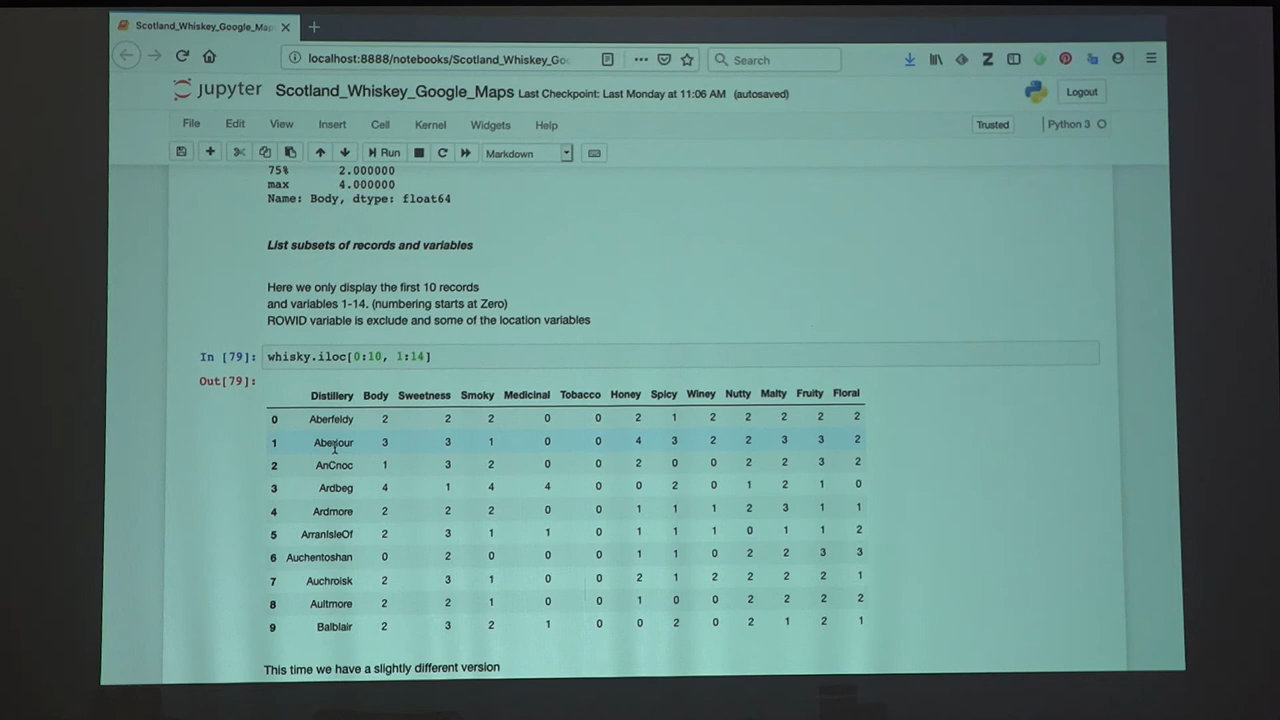 Scotland_Whiskey_Google_Map
localhost:8888/notebooks/Scotland_Whiskey_Go
Search
jupyter Scotland_Whiskey_Google_Maps Last Checkpoint: Last Monday at 11:06 AM (autosaved)
Logout
File Edit View Insert Cell Kernel Widgets Help
Trusted
Python 3
Run
Markdown
75% 2.000000
max 4.000000
Name: Body, dtype: float64
List subsets of records and variables
Here we only display the first 10 records
and variables 1-14. (numbering starts at Zero)
ROWID variable is exclude and some of the location variables
In [79]: whisky.iloc[0:10, 1:14]
Out[79]:
Distillery Body Sweetness Smoky Medicinal Tobacco Honey Spicy Winey Nutty Malty Fruity Floral
0 Aberfeldy 2 2 2 0 0 2 1 2 2 2 2 2
1 Aberlour 3 3 1 0 0 4 3 2 2 3 3 2
2 AnCnoc 1 3 2 0 0 2 0 0 2 2 3 2
3 Ardbeg 4 1 4 4 0 0 2 0 1 2 1 0
4 Ardmore 2 2 2 0 0 1 1 1 2 3 1 1
5 ArranIsleOf 2 3 1 1 0 1 1 1 0 1 1 2
6 Auchentoshan 0 2 0 0 0 1 1 0 2 2 3 3
7 Auchroisk 2 3 1 0 0 2 1 2 2 2 2 1
8 Aultmore 2 2 1 0 0 1 0 0 2 2 2 2
9 Balblair 2 3 2 1 0 0 2 0 2 1 2 1
This time we have a slightly different version